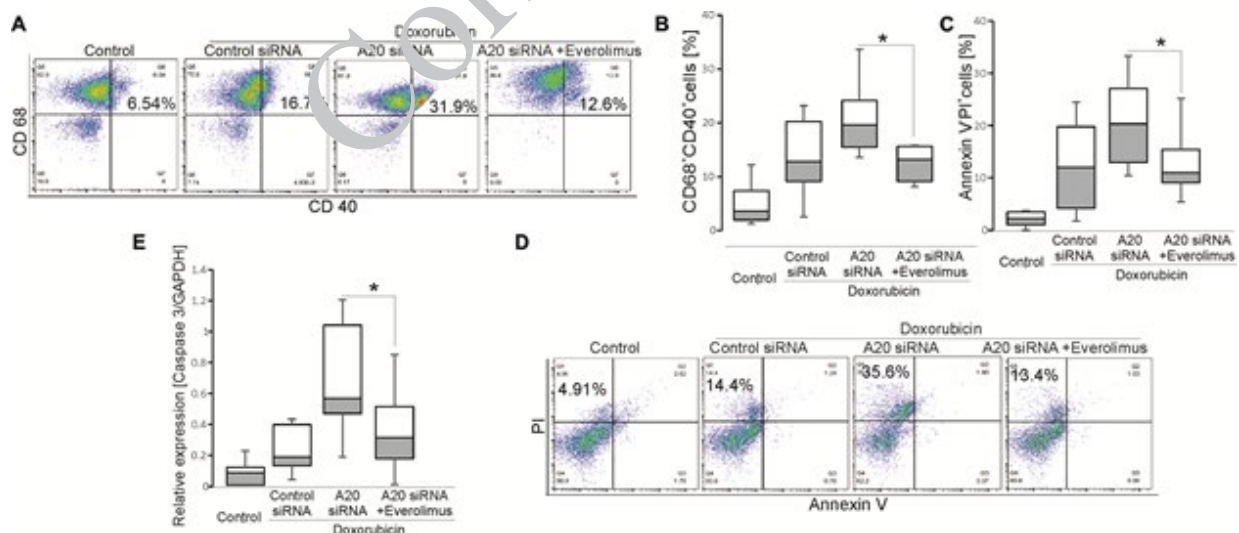 A
Doxorubicin
Control
Control siRNA
A20 siRNA
A20 siRNA +Everolimus
6.54%
31.9%
12.6%
CD 68
CD 40
B
40
30
20
10
0
CD68⁺CD40⁺cells [%]
*
Control
Control siRNA
A20 siRNA
A20 siRNA +Everolimus
Doxorubicin
C
40
30
20
10
0
Annexin V⁻PI⁺cells [%]
*
Control
Control siRNA
A20 siRNA
A20 siRNA +Everolimus
Doxorubicin
E
1.4
1.2
1
0.8
0.6
0.4
0.2
0
Relative expression [Caspase 3/GAPDH]
*
Control
Control siRNA
A20 siRNA
A20 siRNA +Everolimus
Doxorubicin
D
Doxorubicin
Control
Control siRNA
A20 siRNA
A20 siRNA +Everolimus
4.91%
14.4%
35.6%
13.4%
PI
Annexin V